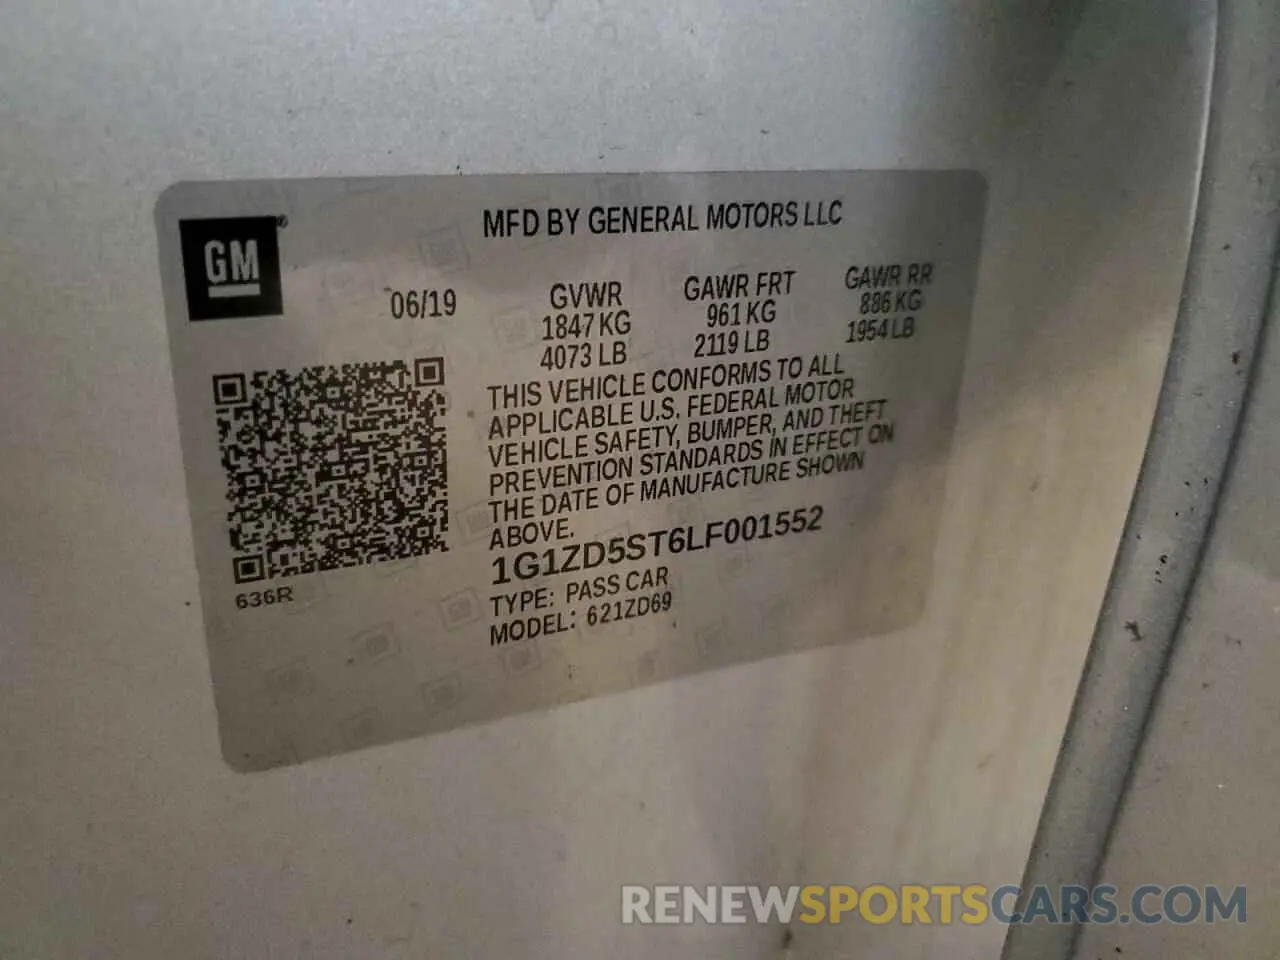 MFD BY GENERAL MOTORS LLC
GM®
06/19
GVWR GAWR FRT GAWR RR
1847 KG 961 KG 886 KG
4073 LB 2119 LB 1954 LB
THIS VEHICLE CONFORMS TO ALL
APPLICABLE U.S. FEDERAL MOTOR
VEHICLE SAFETY, BUMPER, AND THEFT
PREVENTION STANDARDS IN EFFECT ON
THE DATE OF MANUFACTURE SHOWN
ABOVE.
1G1ZD5ST6LF001552
636R
TYPE: PASS CAR
MODEL: 621ZD69
RENEWSPORTSCARS.COM